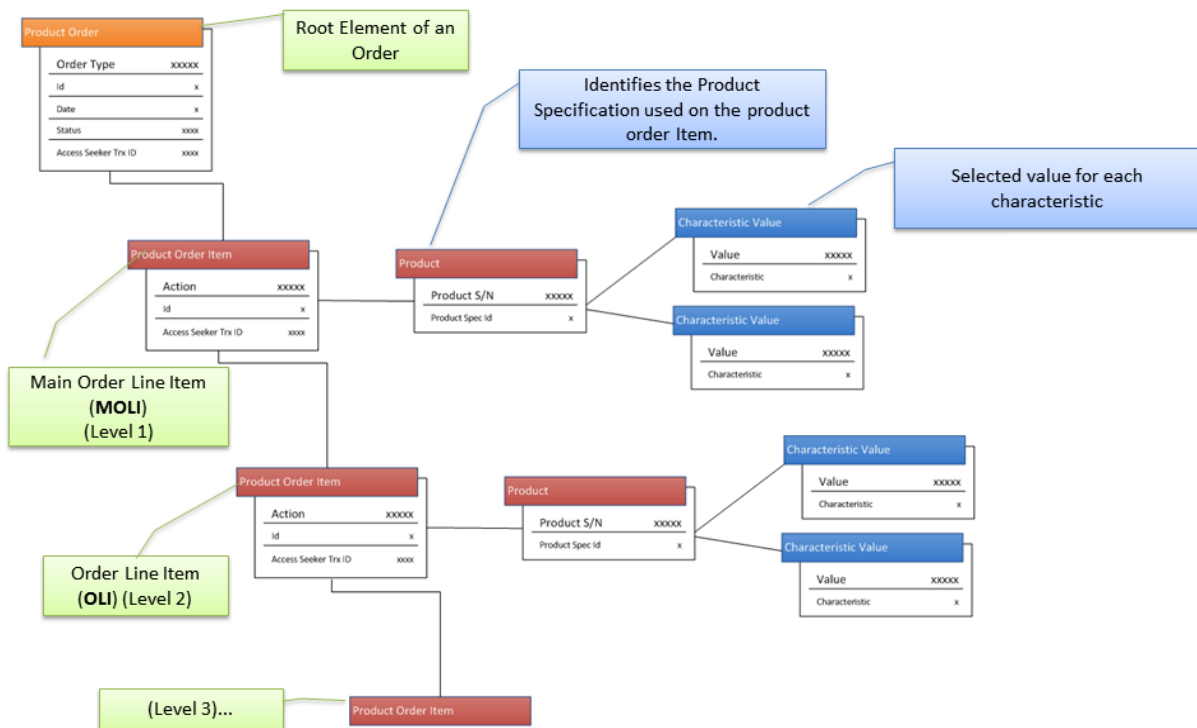 Product Order
Order Type xxxxx
Id x
Date x
Status xxxx
Access Seeker Trx ID xxxx
Root Element of an
Order
Identifies the Product
Specification used on the product
order Item.
Selected value for each
characteristic
Product Order Item
Action xxxxx
Id x
Access Seeker Trx ID xxxx
Product
Product S/N xxxxx
Product Spec Id x
Characteristic Value
Value xxxxx
Characteristic x
Characteristic Value
Value xxxxx
Characteristic x
Main Order Line Item
(MOLI)
(Level 1)
Product Order Item
Action xxxxx
Id x
Access Seeker Trx ID xxxx
Product
Product S/N xxxxx
Product Spec Id x
Characteristic Value
Value xxxxx
Characteristic x
Characteristic Value
Value xxxxx
Characteristic x
Order Line Item
(OLI) (Level 2)
(Level 3)...
Product Order Item